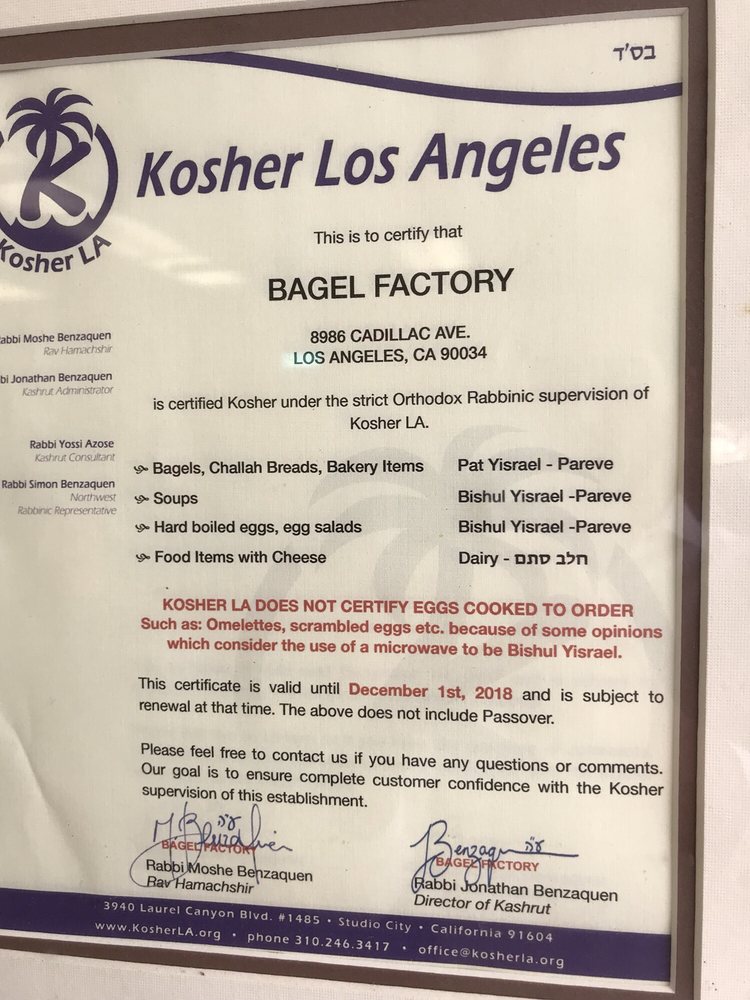 בס'ד
Kosher Los Angeles
Kosher LA
This is to certify that
BAGEL FACTORY
8986 CADILLAC AVE.
LOS ANGELES, CA 90034
abbi Moshe Benzaquen
Rav Hamachshir
bi Jonathan Benzaquen
Kashrut Administrator
Rabbi Yossi Azose
Kashrut Consultant
Rabbi Simon Benzaquen
Northwest
Rabbinic Representative
is certified Kosher under the strict Orthodox Rabbinic supervision of
Kosher LA.
Bagels, Challah Breads, Bakery Items Pat Yisrael - Pareve
Soups Bishul Yisrael -Pareve
Hard boiled eggs, egg salads Bishul Yisrael -Pareve
Food Items with Cheese Dairy - חלב סתם
KOSHER LA DOES NOT CERTIFY EGGS COOKED TO ORDER
Such as: Omelettes, scrambled eggs etc. because of some opinions
which consider the use of a microwave to be Bishul Yisrael.
This certificate is valid until December 1st, 2018 and is subject to
renewal at that time. The above does not include Passover.
Please feel free to contact us if you have any questions or comments.
Our goal is to ensure complete customer confidence with the Kosher
supervision of this establishment.
BAGEL FACTORY
Rabbi Moshe Benzaquen
Rav Hamachshir
BAGEL FACTORY
Rabbi Jonathan Benzaquen
Director of Kashrut
3940 Laurel Canyon Blvd. #1485 • Studio City • California 91604
www.KosherLA.org • phone 310.246.3417 • office@kosherla.org